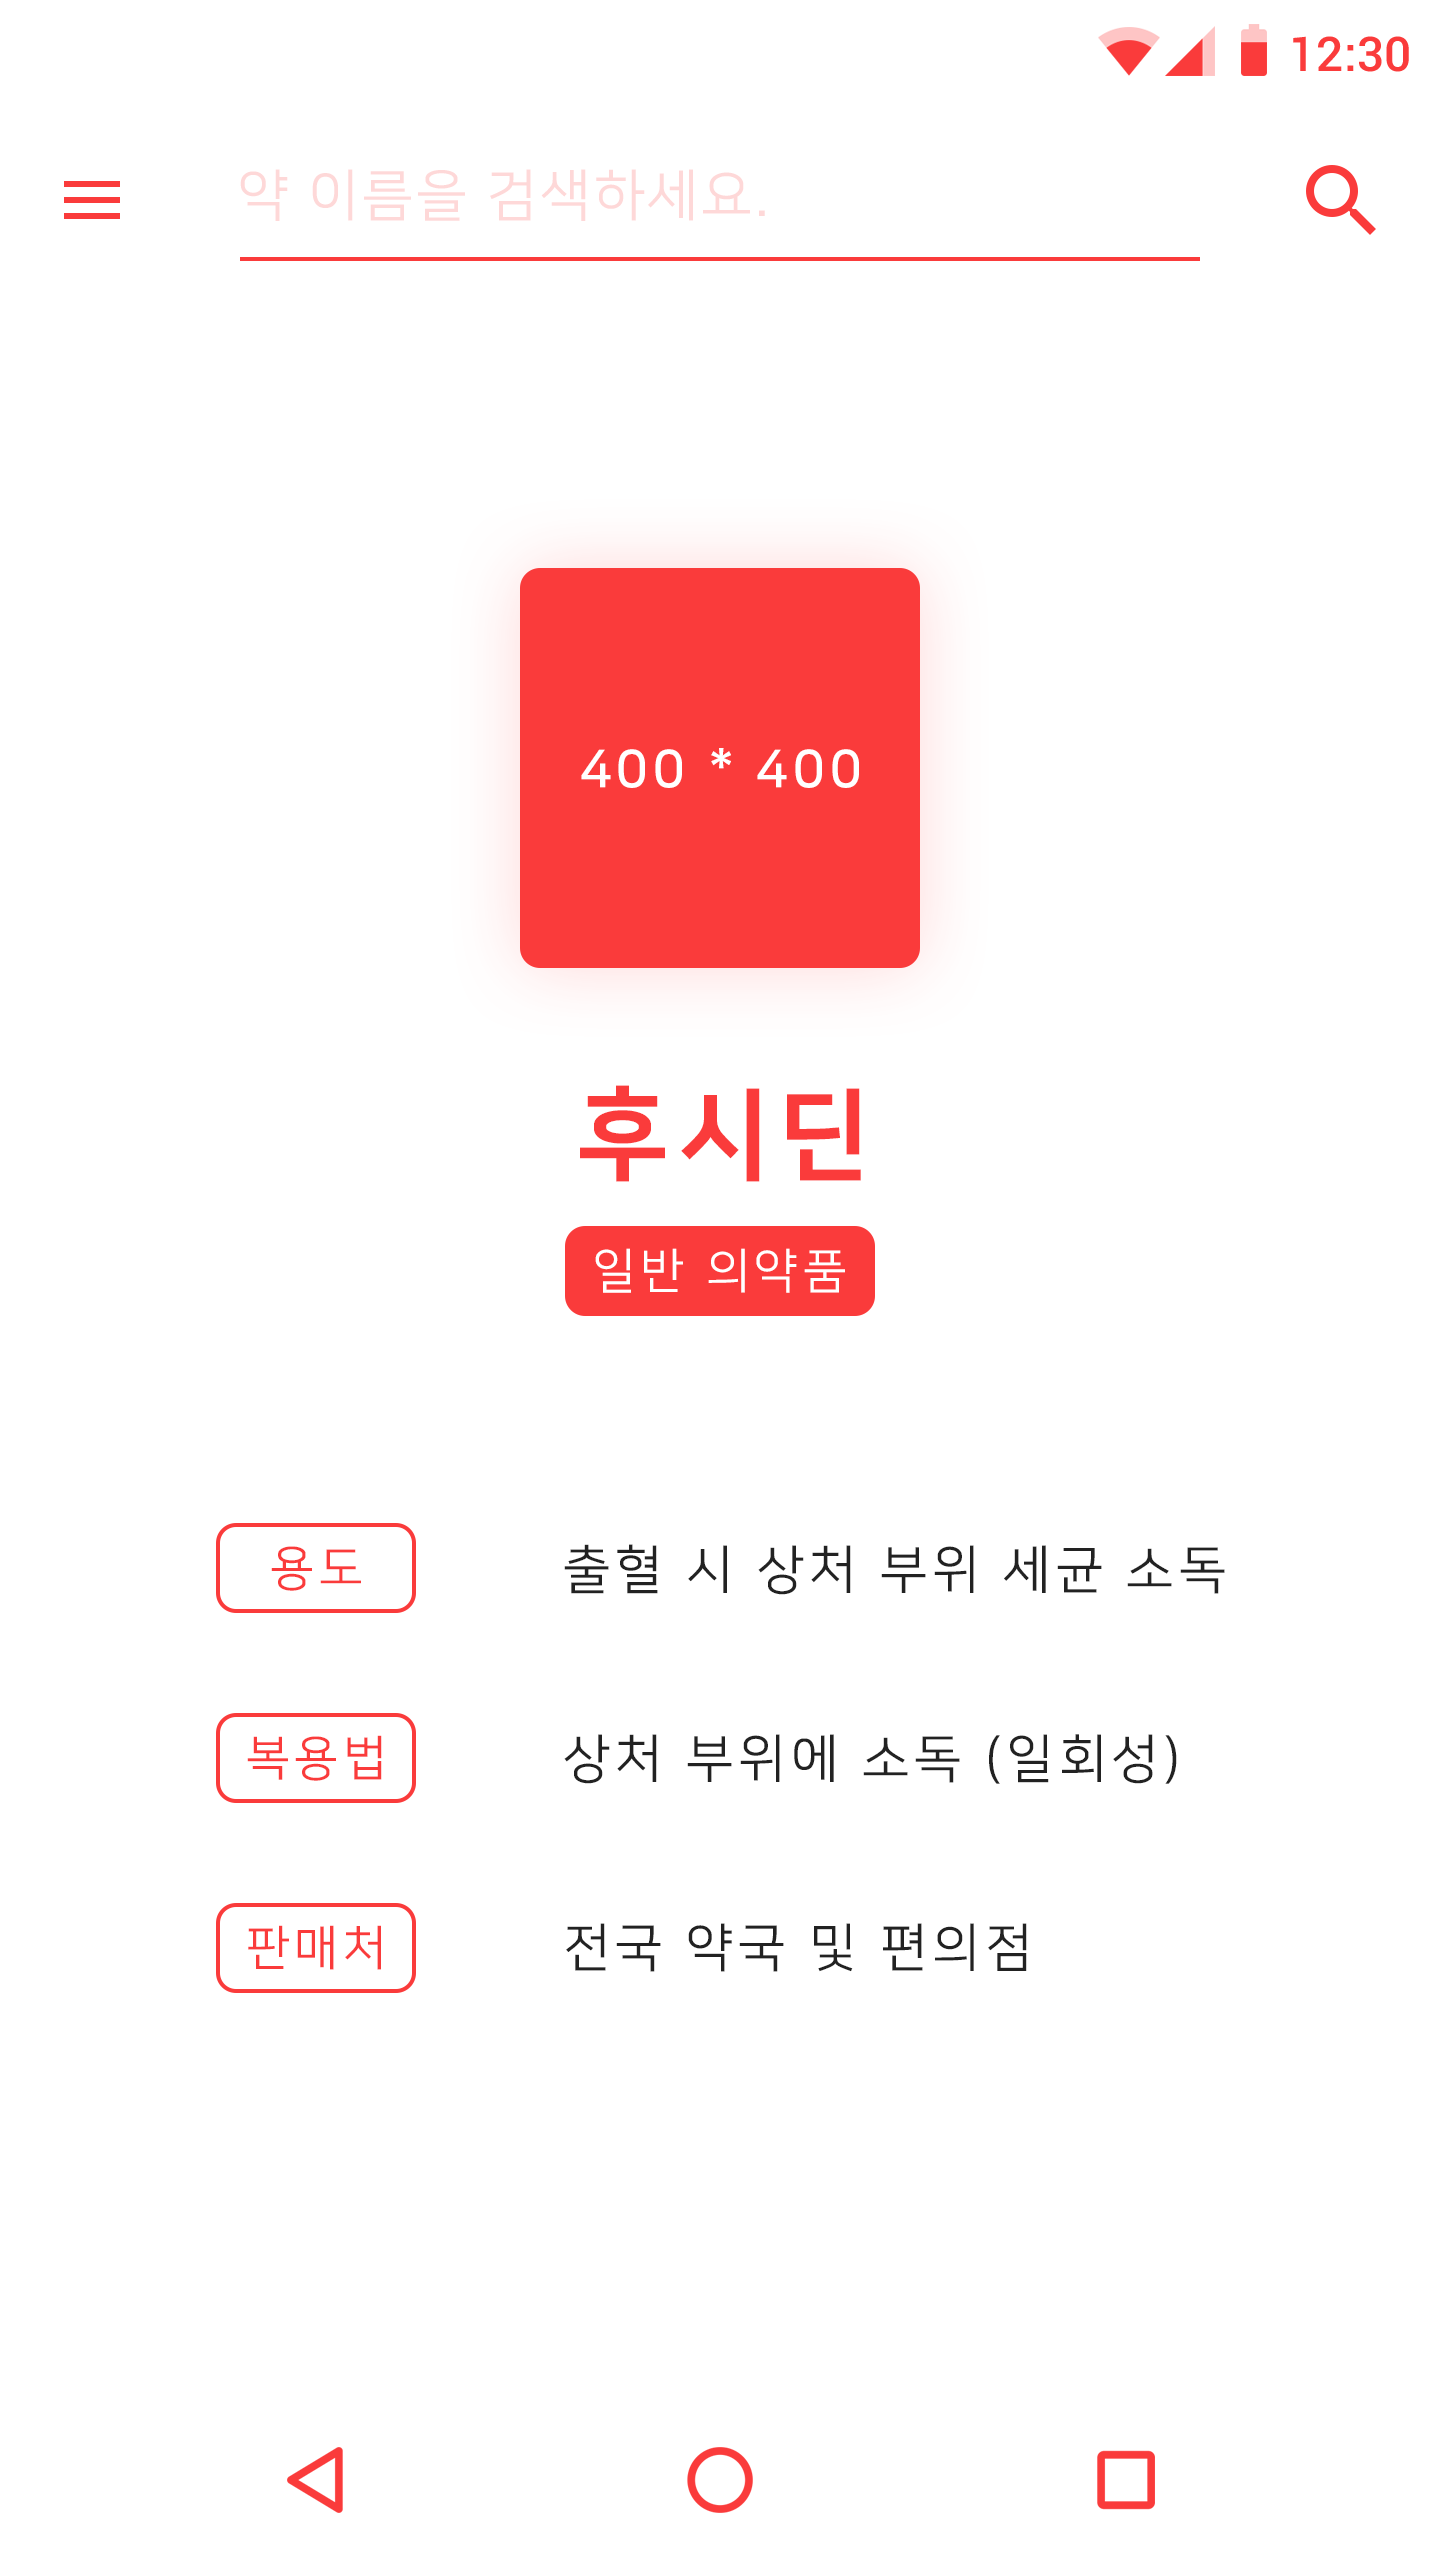 12:30
약 이름을 검색하세요.
400 * 400
후시딘
일반 의약품
용도 출혈 시 상처 부위 세균 소독
복용법 상처 부위에 소독 (일회성)
판매처 전국 약국 및 편의점